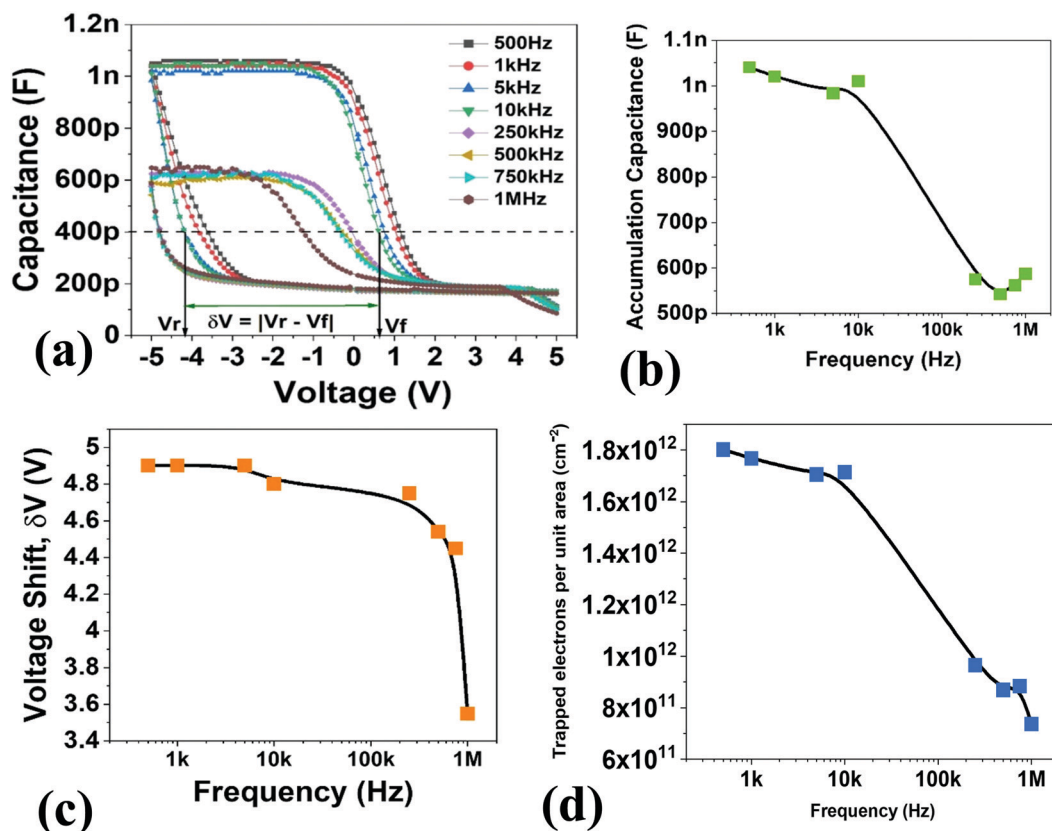 1.2n
1n
800p
600p
400p
200p
0
Capacitance (F)
500Hz
1kHz
5kHz
10kHz
250kHz
500kHz
750kHz
1MHz
Vr
δV = |Vr - Vf|
Vf
-5 -4 -3 -2 -1 0 1 2 3 4 5
Voltage (V)
(a)
1.1n
1n
900p
800p
700p
600p
500p
Accumulation Capacitance (F)
1k 10k 100k 1M
Frequency (Hz)
(b)
5
4.8
4.6
4.4
4.2
4
3.8
3.6
3.4
Voltage Shift, δV (V)
1k 10k 100k 1M
Frequency (Hz)
(c)
1.8x10¹²
1.6x10¹²
1.4x10¹²
1.2x10¹²
1x10¹²
8x10¹¹
6x10¹¹
Trapped electrons per unit area (cm⁻²)
1k 10k 100k 1M
Frequency (Hz)
(d)